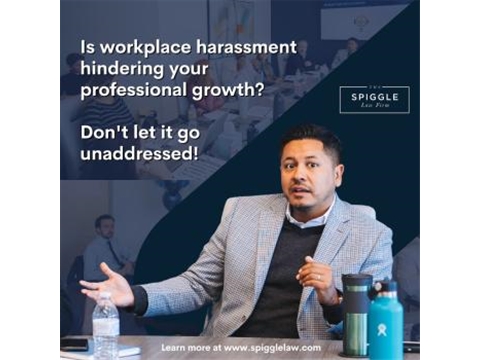 Is workplace harassment
hindering your
professional growth?
Don't let it go
unaddressed!
THE
SPIGGLE
Law Firm
Learn more at www.spigglelaw.com